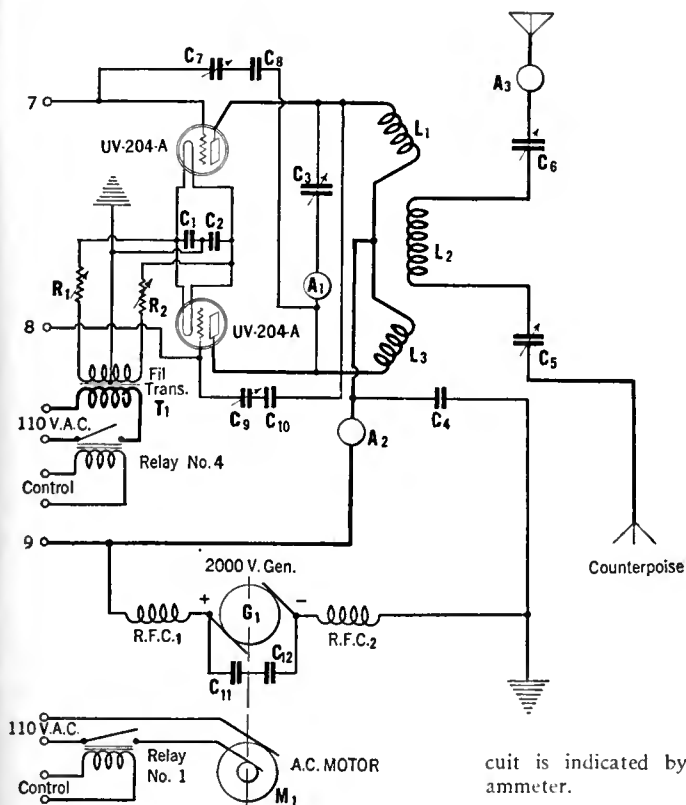 C7
C8
7
A3
UV-204-A
L1
C3
C6
C1
C2
L2
R1
R2
A1
8
UV-204-A
L3
C5
Fil
Trans.
T1
C9
C10
C4
110 V.A.C.
A2
Relay No. 4
Control
9
2000 V. Gen.
Counterpoise
+
−
G1
R.F.C.1
R.F.C.2
C11
C12
110 V.A.C.
Relay
No. 1
A.C. MOTOR
Control
M1
cuit is indicated by
ammeter.